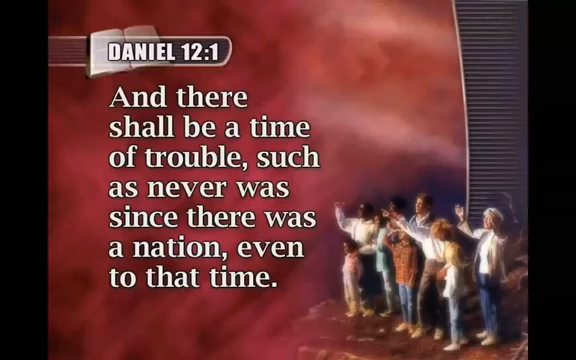 DANIEL 12:1
And there
shall be a time
of trouble, such
as never was
since there was
a nation, even
to that time.